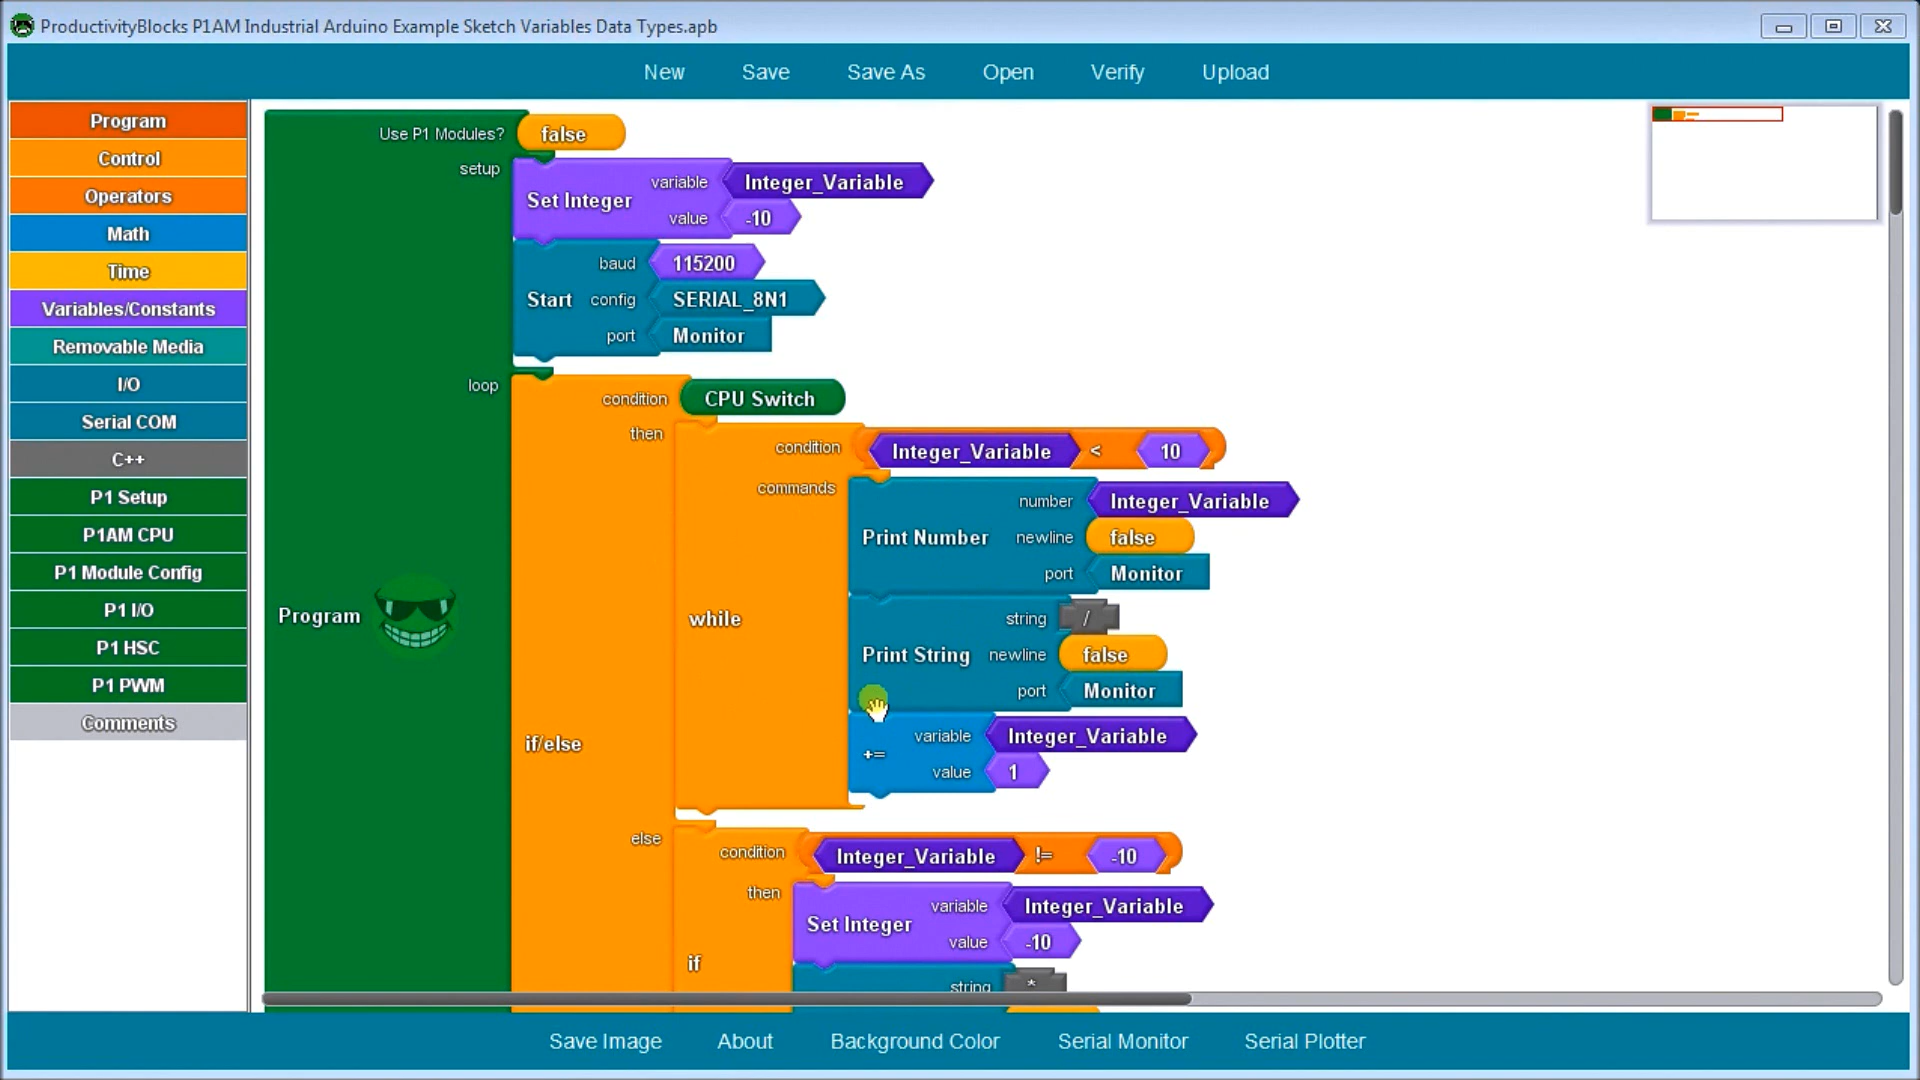 ProductivityBlocks P1AM Industrial Arduino Example Sketch Variables Data Types.apb
New Save Save As Open Verify Upload
Program
Control
Operators
Math
Time
Variables/Constants
Removable Media
I/O
Serial COM
C++
P1 Setup
P1AM CPU
P1 Module Config
P1 I/O
P1 HSC
P1 PWM
Comments
Program
Use P1 Modules? false
setup
Set Integer
variable Integer_Variable
value -10
Start
baud 115200
config SERIAL_8N1
port Monitor
loop
if/else
condition CPU Switch
then
while
condition Integer_Variable < 10
commands
Print Number
number Integer_Variable
newline false
port Monitor
Print String
string /
newline false
port Monitor
+=
variable Integer_Variable
value 1
else
if
condition Integer_Variable != -10
then
Set Integer
variable Integer_Variable
value -10
string *
Save Image About Background Color Serial Monitor Serial Plotter